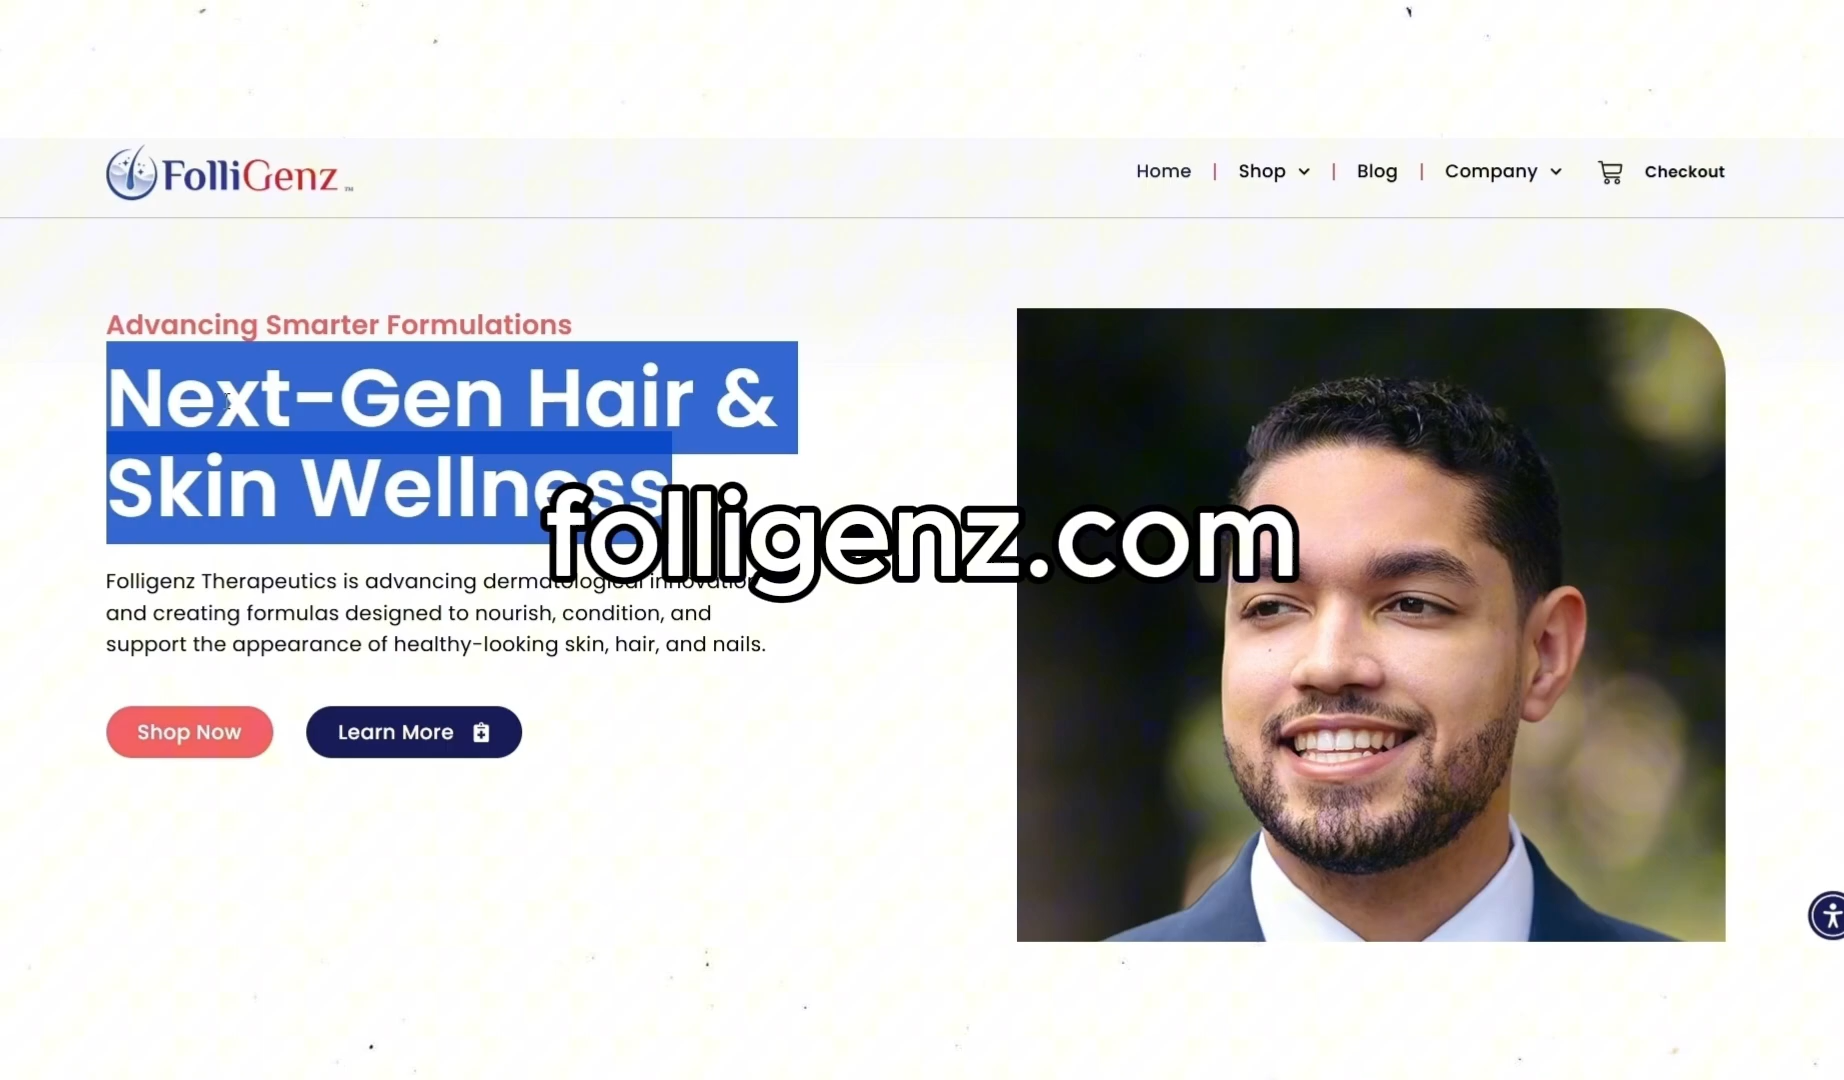 FolliGenz™
Home | Shop | Blog | Company Checkout
Advancing Smarter Formulations
Next-Gen Hair &
Skin Wellness
folligenz.com
Folligenz Therapeutics is advancing dermatological innovation
and creating formulas designed to nourish, condition, and
support the appearance of healthy-looking skin, hair, and nails.
Shop Now Learn More